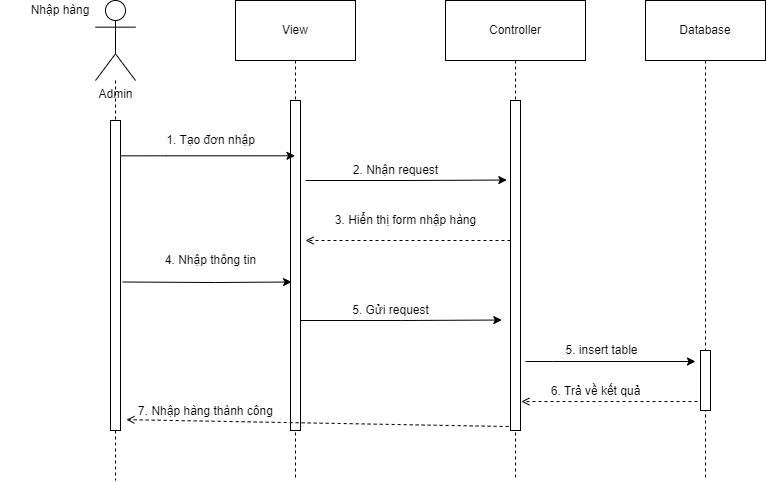 Nhập hàng
View
Controller
Database
Admin
1. Tạo đơn nhập
2. Nhận request
3. Hiển thị form nhập hàng
4. Nhập thông tin
5. Gửi request
5. insert table
6. Trả về kết quả
7. Nhập hàng thành công